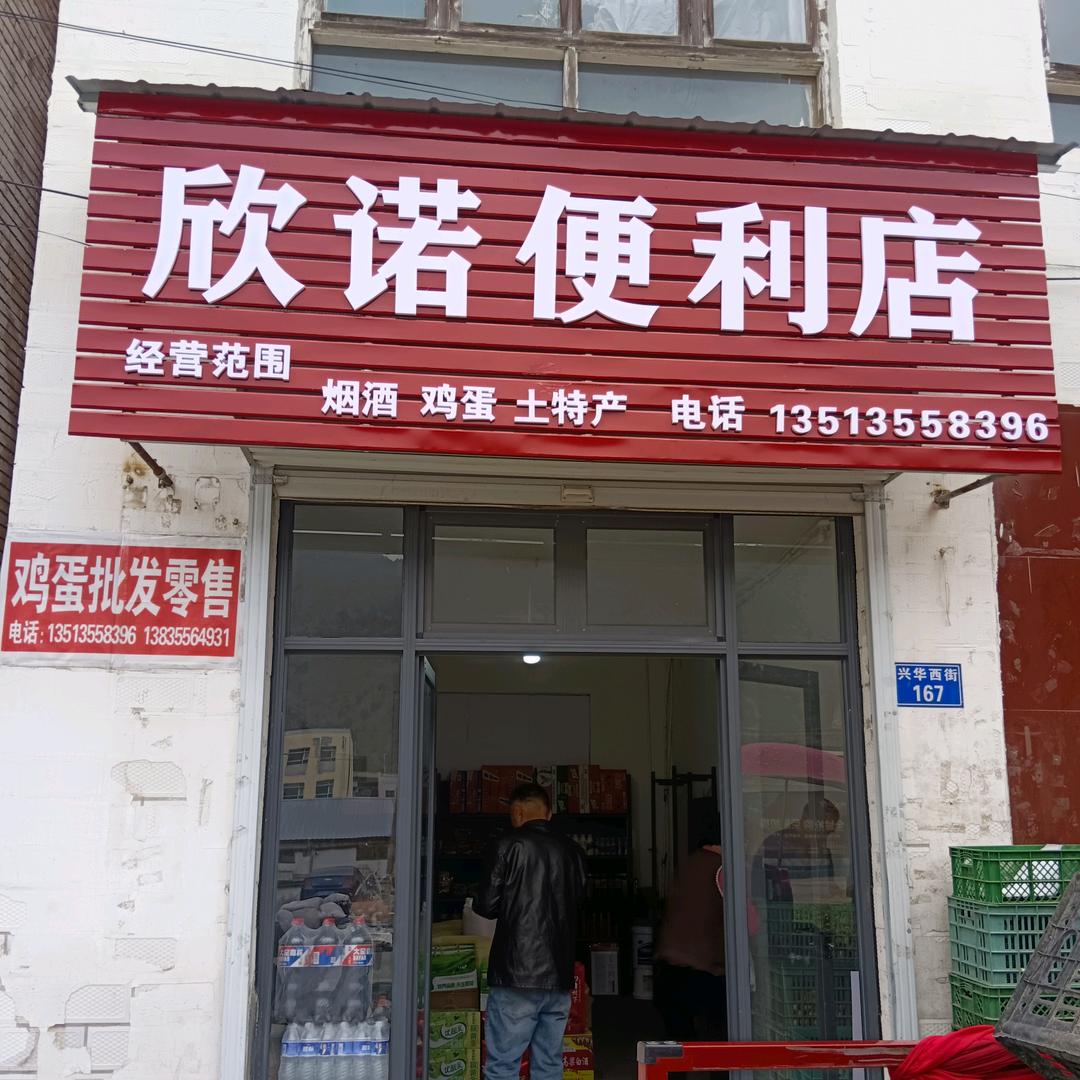 欣诺便利店
经营范围
烟酒 鸡蛋 土特产 电话 13513558396
鸡蛋批发零售
电话:13513558396 13835564931
兴华西街
167